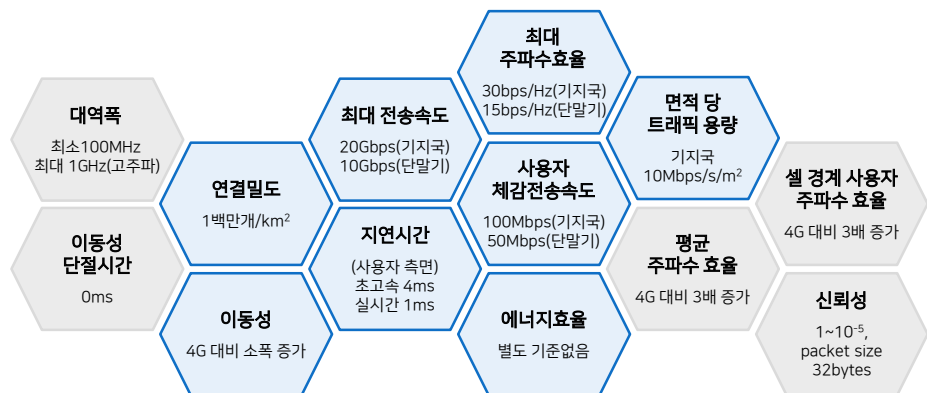 대역폭
최소100MHz
최대 1GHz(고주파)
이동성
단절시간
0ms
연결밀도
1백만개/km²
이동성
4G 대비 소폭 증가
최대 전송속도
20Gbps(기지국)
10Gbps(단말기)
지연시간
(사용자 측면)
초고속 4ms
실시간 1ms
최대
주파수효율
30bps/Hz(기지국)
15bps/Hz(단말기)
사용자
체감전송속도
100Mbps(기지국)
50Mbps(단말기)
에너지효율
별도 기준없음
면적 당
트래픽 용량
기지국
10Mbps/s/m²
평균
주파수 효율
4G 대비 3배 증가
셀 경계 사용자
주파수 효율
4G 대비 3배 증가
신뢰성
1~10⁻⁵,
packet size
32bytes